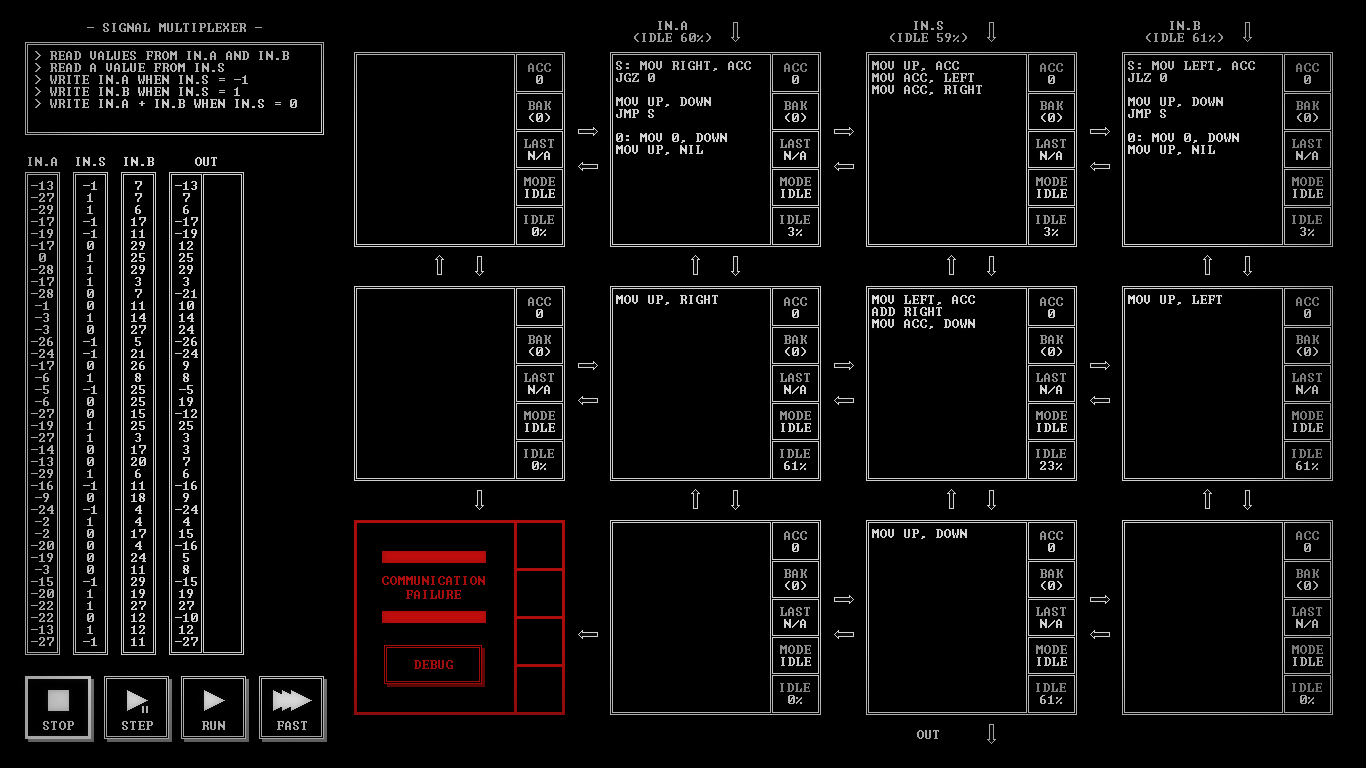 — SIGNAL MULTIPLEXER —
> READ VALUES FROM IN.A AND IN.B
> READ A VALUE FROM IN.S
> WRITE IN.A WHEN IN.S = -1
> WRITE IN.B WHEN IN.S = 1
> WRITE IN.A + IN.B WHEN IN.S = 0
IN.A IN.S IN.B OUT
-13 -1 7 -13
-27 1 7 7
-29 1 6 6
-17 -1 17 -17
-19 -1 11 -19
-17 0 29 12
0 1 25 25
-28 1 29 29
-17 1 3 3
-28 0 7 -21
-1 0 11 10
-3 1 14 14
-3 0 27 24
-26 -1 5 -26
-24 -1 21 -24
-17 0 26 9
-6 1 8 8
-5 -1 25 -5
-6 0 25 19
-27 0 15 -12
-19 1 25 25
-27 1 3 3
-14 0 17 3
-13 0 20 7
-29 1 6 6
-16 -1 11 -16
-9 0 18 9
-24 -1 4 -24
-2 1 4 4
-2 0 17 15
-20 0 4 -16
-19 0 24 5
-3 0 11 8
-15 -1 29 -15
-20 1 19 19
-22 1 27 27
-22 0 12 -10
-13 1 12 12
-27 -1 11 -27
STOP
STEP
RUN
FAST
ACC
0
BAK
(0)
LAST
N/A
MODE
IDLE
IDLE
0%
IN.A
(IDLE 60%)
S: MOV RIGHT, ACC
JGZ 0
MOV UP, DOWN
JMP S
0: MOV 0, DOWN
MOV UP, NIL
ACC
0
BAK
(0)
LAST
N/A
MODE
IDLE
IDLE
3%
IN.S
(IDLE 59%)
MOV UP, ACC
MOV ACC, LEFT
MOV ACC, RIGHT
ACC
0
BAK
(0)
LAST
N/A
MODE
IDLE
IDLE
3%
IN.B
(IDLE 61%)
S: MOV LEFT, ACC
JLZ 0
MOV UP, DOWN
JMP S
0: MOV 0, DOWN
MOV UP, NIL
ACC
0
BAK
(0)
LAST
N/A
MODE
IDLE
IDLE
3%
ACC
0
BAK
(0)
LAST
N/A
MODE
IDLE
IDLE
0%
MOV UP, RIGHT
ACC
0
BAK
(0)
LAST
N/A
MODE
IDLE
IDLE
61%
MOV LEFT, ACC
ADD RIGHT
MOV ACC, DOWN
ACC
0
BAK
(0)
LAST
N/A
MODE
IDLE
IDLE
23%
MOV UP, LEFT
ACC
0
BAK
(0)
LAST
N/A
MODE
IDLE
IDLE
61%
COMMUNICATION
FAILURE
DEBUG
ACC
0
BAK
(0)
LAST
N/A
MODE
IDLE
IDLE
0%
MOV UP, DOWN
ACC
0
BAK
(0)
LAST
N/A
MODE
IDLE
IDLE
61%
ACC
0
BAK
(0)
LAST
N/A
MODE
IDLE
IDLE
0%
OUT